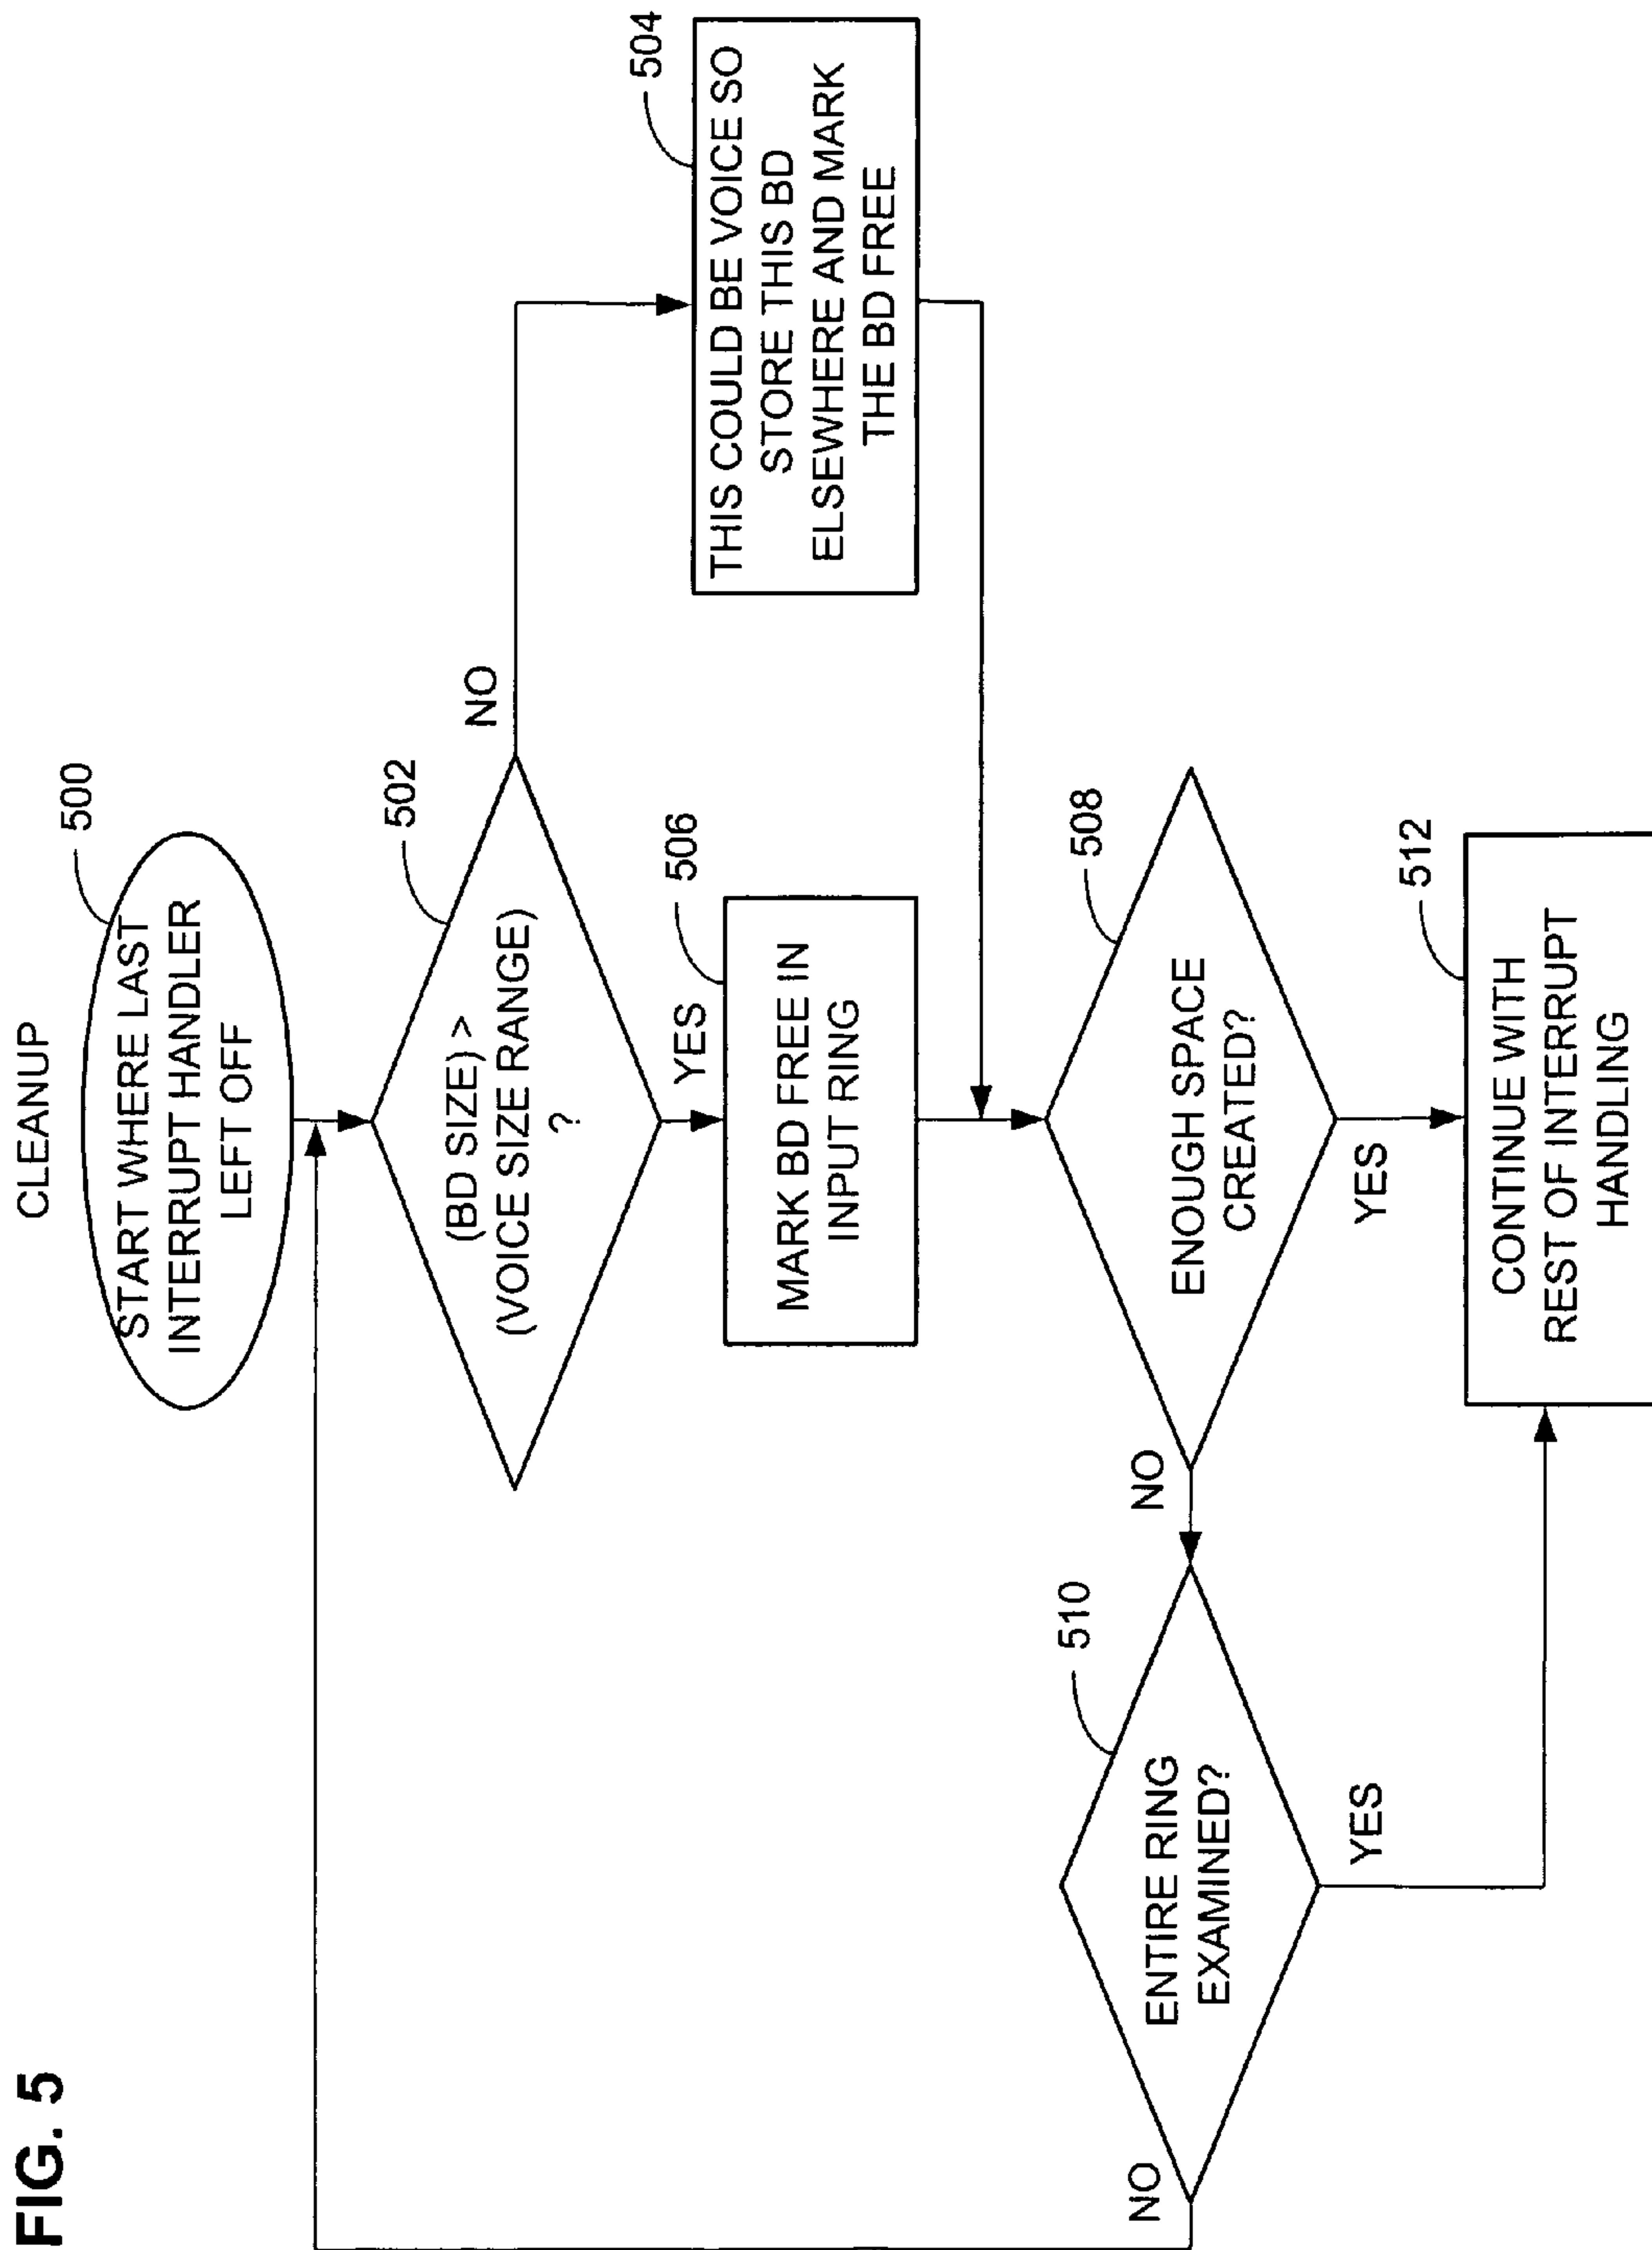 FIG. 5
CLEANUP
500
START WHERE LAST
INTERRUPT HANDLER
LEFT OFF
502
(BD SIZE) >
(VOICE SIZE RANGE)
?
NO
504
THIS COULD BE VOICE SO
STORE THIS BD
ELSEWHERE AND MARK
THE BD FREE
YES
506
MARK BD FREE IN
INPUT RING
508
ENOUGH SPACE
CREATED?
NO
YES
510
ENTIRE RING
EXAMINED?
NO
YES
512
CONTINUE WITH
REST OF INTERRUPT
HANDLING